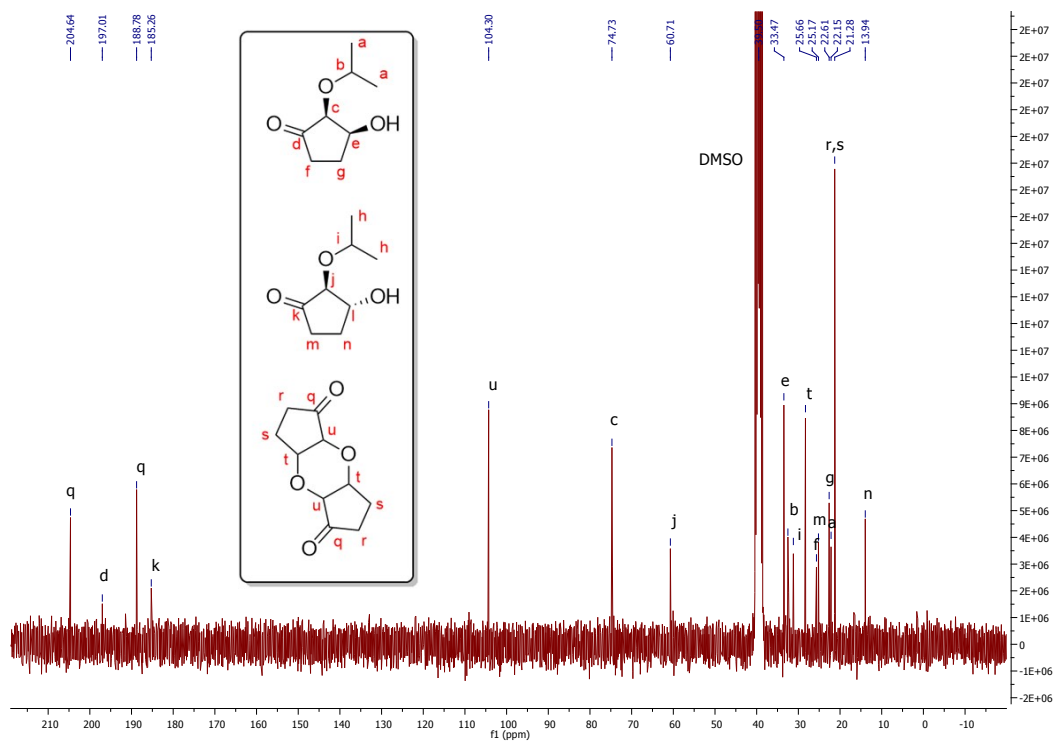 204.64
197.01
188.78
185.26
104.30
74.73
60.71
39.50
33.47
25.66
25.17
22.61
22.15
21.28
13.94
a
b
a
O
c
O
OH
d
e
f
g
h
i
h
O
j
O
OH
k
l
m
n
O
r
q
s
u
O
t
t
O
s
u
q
r
O
q
d
q
k
u
c
j
DMSO
e
b
i
t
f
m
g
a
r,s
n
2E+07
2E+07
2E+07
2E+07
2E+07
2E+07
2E+07
2E+07
2E+07
1E+07
1E+07
1E+07
1E+07
1E+07
9E+06
8E+06
7E+06
6E+06
5E+06
4E+06
3E+06
2E+06
1E+06
0
-1E+06
-2E+06
210 200 190 180 170 160 150 140 130 120 110 100 90 80 70 60 50 40 30 20 10 0 -10
f1 (ppm)